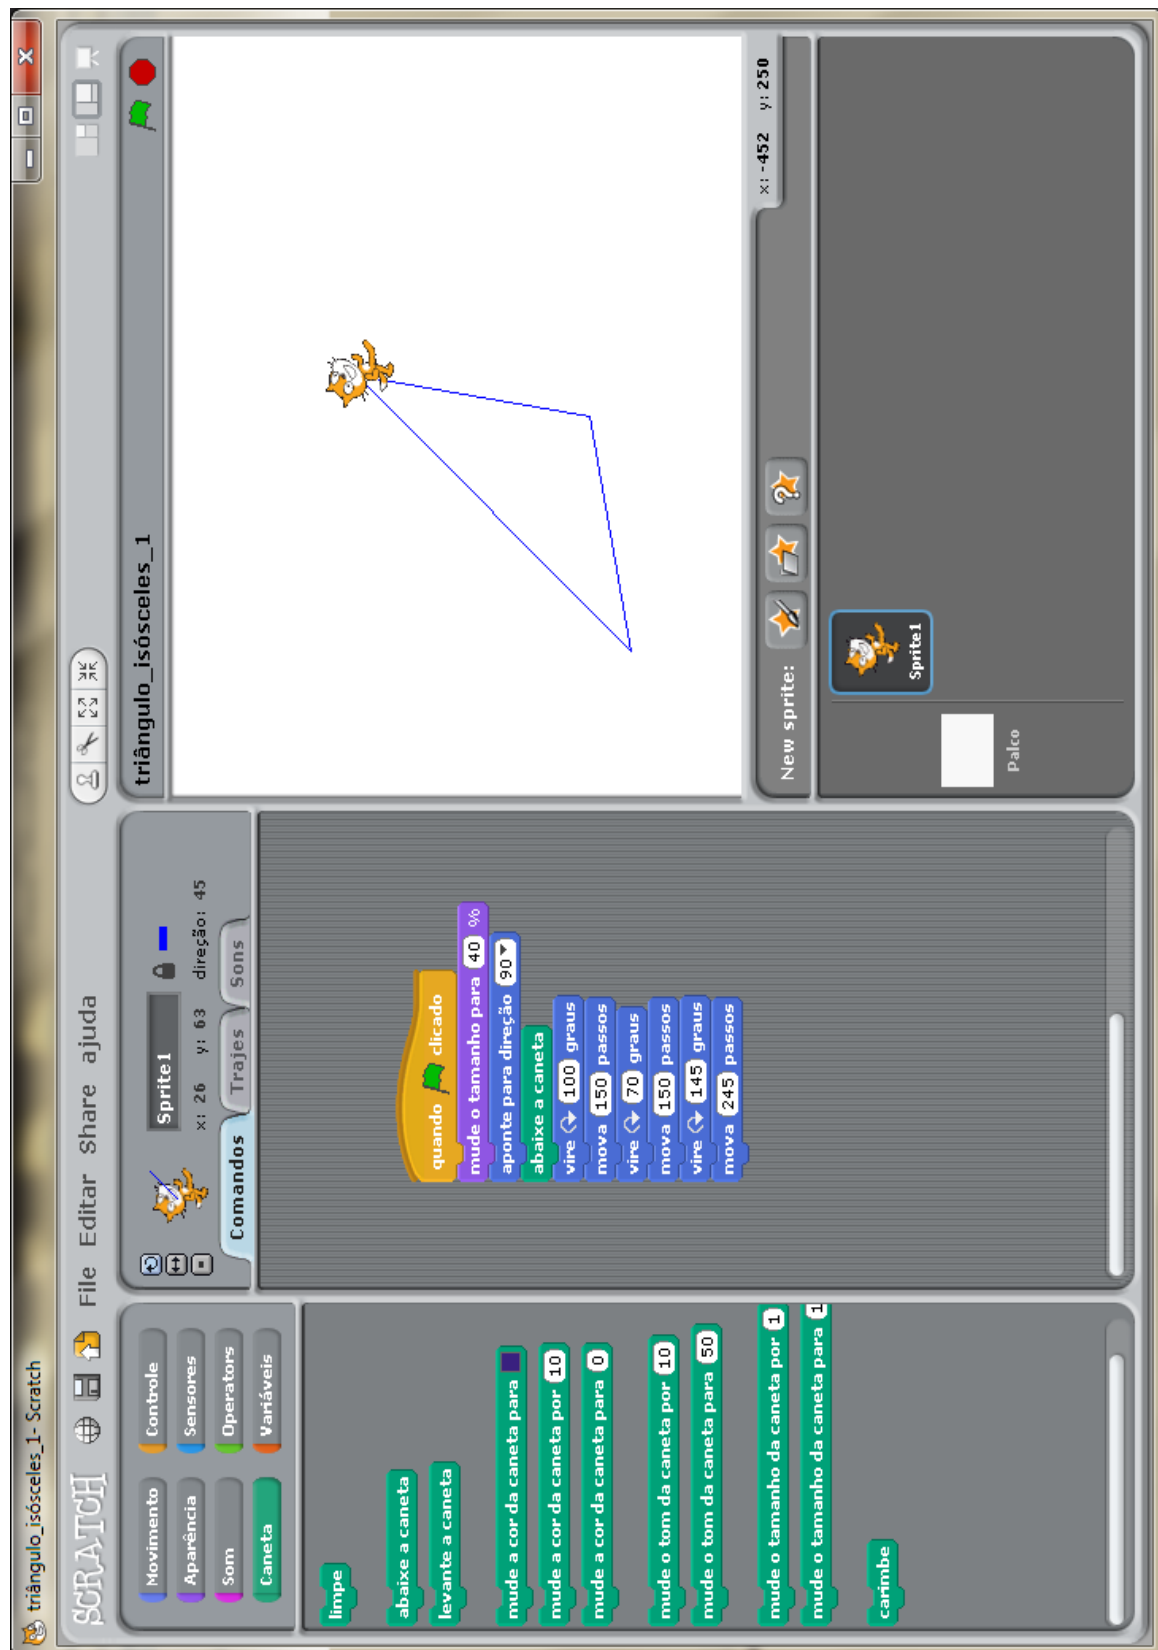 triângulo_isósceles_1- Scratch
SCRATCH
File Editar Share ajuda
Movimento
Controle
Aparência
Sensores
Som
Operators
Caneta
Variáveis
limpe
abaixe a caneta
levante a caneta
mude a cor da caneta para
mude a cor da caneta por 10
mude a cor da caneta para 0
mude o tom da caneta por 10
mude o tom da caneta para 50
mude o tamanho da caneta por 1
mude o tamanho da caneta para 1
carimbe
Sprite1
x: 26 y: 63 direção: 45
Comandos Trajes Sons
quando clicado
mude o tamanho para 40 %
aponte para direção 90
abaixe a caneta
vire 100 graus
mova 150 passos
vire 70 graus
mova 150 passos
vire 145 graus
mova 245 passos
triângulo_isósceles_1
x: -452 y: 250
New sprite:
Sprite1
Palco